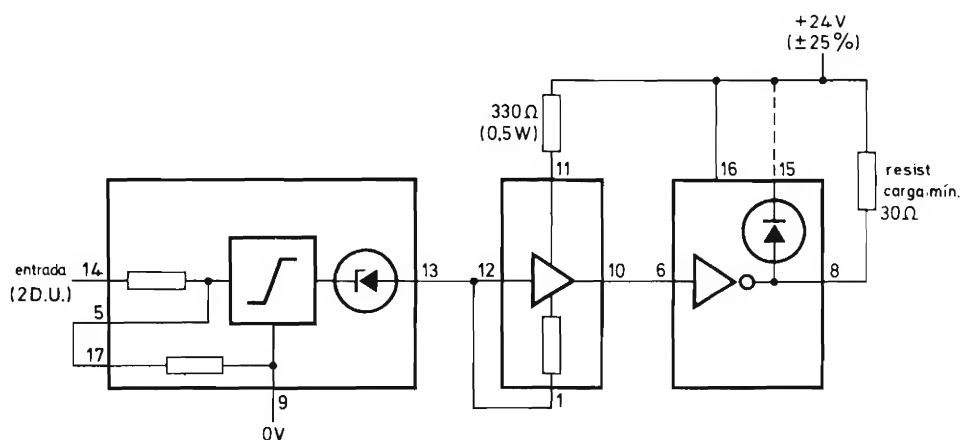 +24V
(±25%)
330Ω
(0,5W)
11
16
15
resist
carga mín.
30Ω
entrada
(2 D.U.)
14
13
12
10
6
8
5
17
9
1
0V